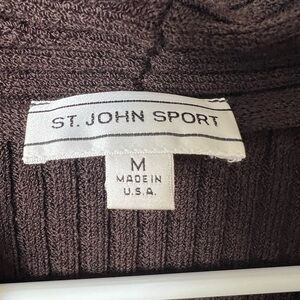 ST. JOHN SPORT
M
MADE IN
U.S.A.